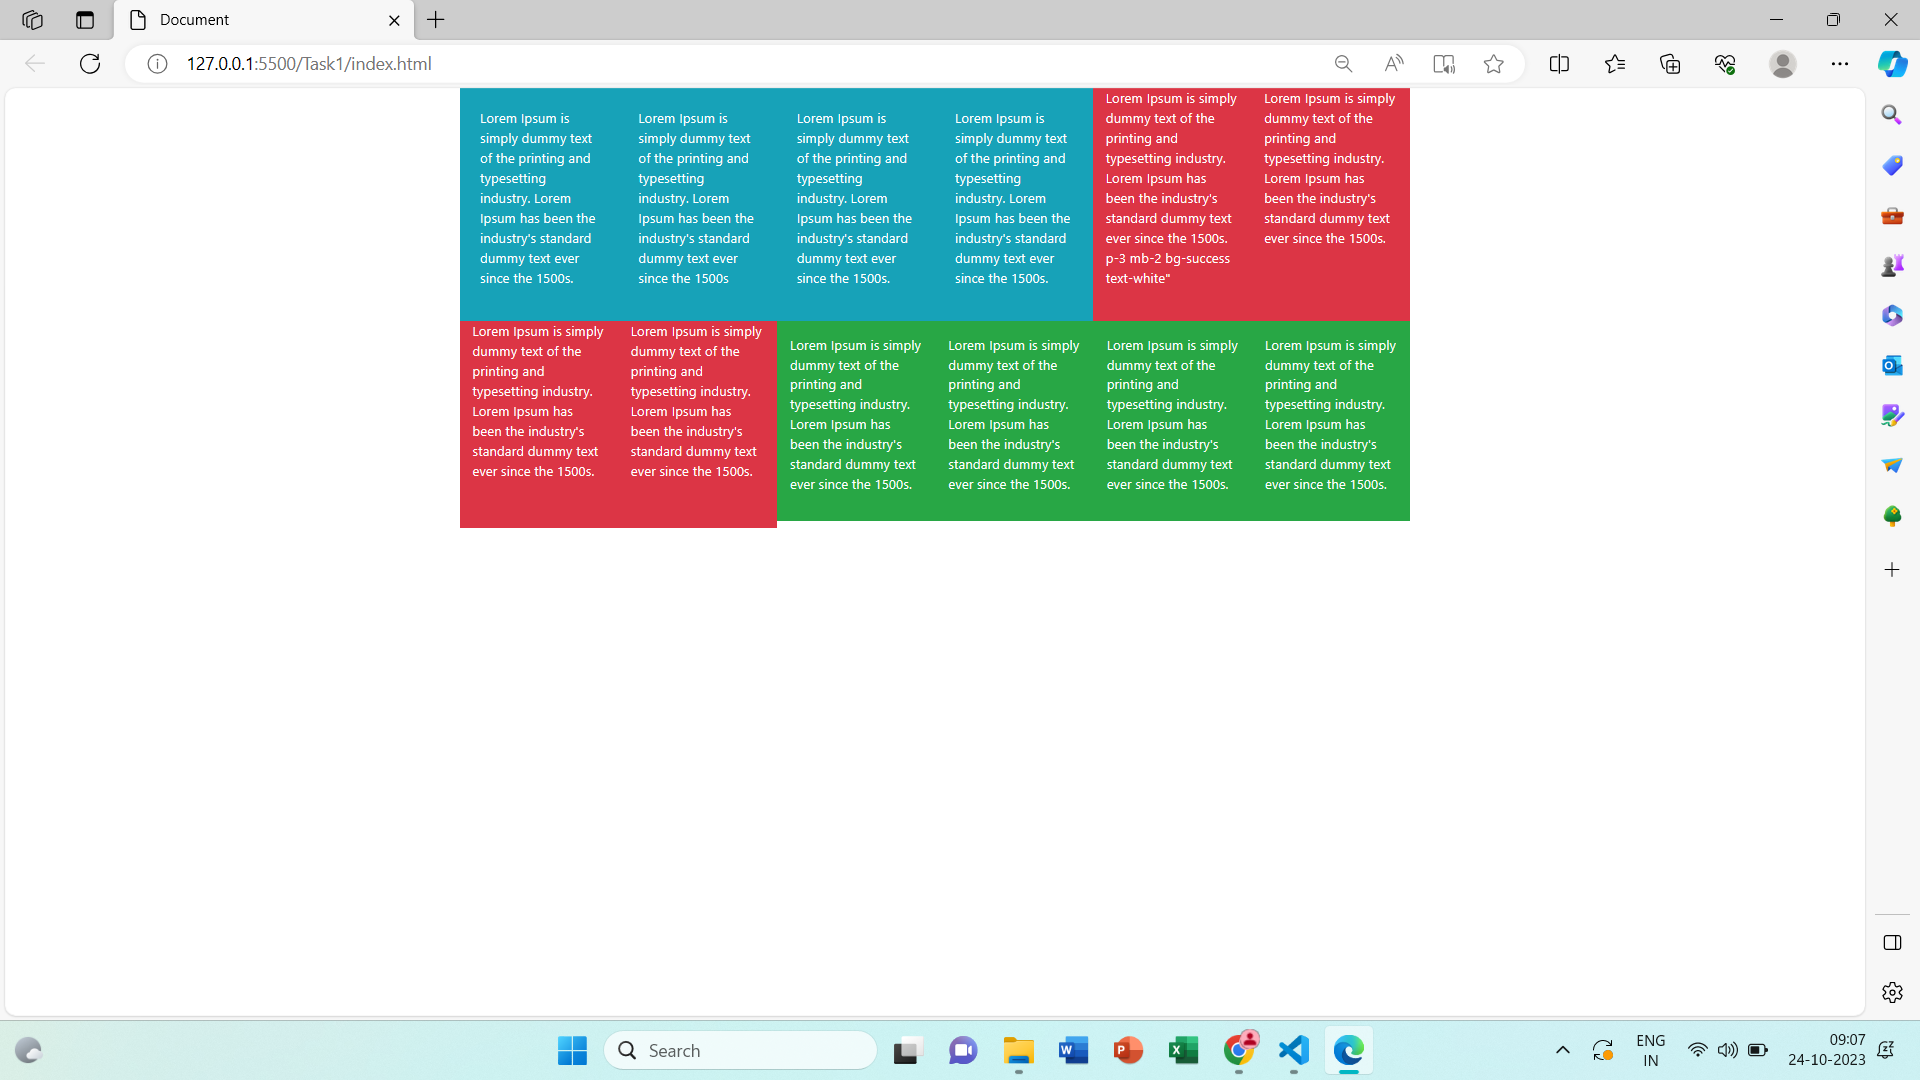 Document
127.0.0.1:5500/Task1/index.html
Lorem Ipsum is
simply dummy text
of the printing and
typesetting
industry. Lorem
Ipsum has been the
industry's standard
dummy text ever
since the 1500s.
Lorem Ipsum is
simply dummy text
of the printing and
typesetting
industry. Lorem
Ipsum has been the
industry's standard
dummy text ever
since the 1500s
Lorem Ipsum is
simply dummy text
of the printing and
typesetting
industry. Lorem
Ipsum has been the
industry's standard
dummy text ever
since the 1500s.
Lorem Ipsum is
simply dummy text
of the printing and
typesetting
industry. Lorem
Ipsum has been the
industry's standard
dummy text ever
since the 1500s.
Lorem Ipsum is simply
dummy text of the
printing and
typesetting industry.
Lorem Ipsum has
been the industry's
standard dummy text
ever since the 1500s.
p-3 mb-2 bg-success
text-white"
Lorem Ipsum is simply
dummy text of the
printing and
typesetting industry.
Lorem Ipsum has
been the industry's
standard dummy text
ever since the 1500s.
Lorem Ipsum is simply
dummy text of the
printing and
typesetting industry.
Lorem Ipsum has
been the industry's
standard dummy text
ever since the 1500s.
Lorem Ipsum is simply
dummy text of the
printing and
typesetting industry.
Lorem Ipsum has
been the industry's
standard dummy text
ever since the 1500s.
Lorem Ipsum is simply
dummy text of the
printing and
typesetting industry.
Lorem Ipsum has
been the industry's
standard dummy text
ever since the 1500s.
Lorem Ipsum is simply
dummy text of the
printing and
typesetting industry.
Lorem Ipsum has
been the industry's
standard dummy text
ever since the 1500s.
Lorem Ipsum is simply
dummy text of the
printing and
typesetting industry.
Lorem Ipsum has
been the industry's
standard dummy text
ever since the 1500s.
Lorem Ipsum is simply
dummy text of the
printing and
typesetting industry.
Lorem Ipsum has
been the industry's
standard dummy text
ever since the 1500s.
Search
ENG
IN
09:07
24-10-2023